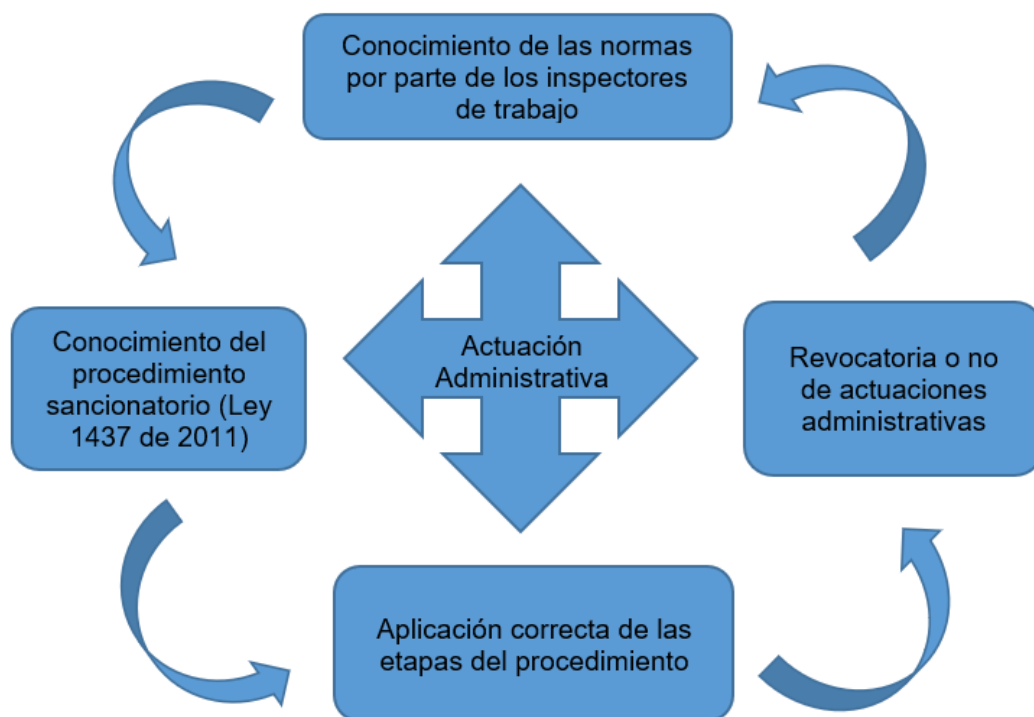 Conocimiento de las normas
por parte de los inspectores
de trabajo
Conocimiento del
procedimiento
sancionatorio (Ley
1437 de 2011)
Actuación
Administrativa
Revocatoria o no
de actuaciones
administrativas
Aplicación correcta de las
etapas del procedimiento